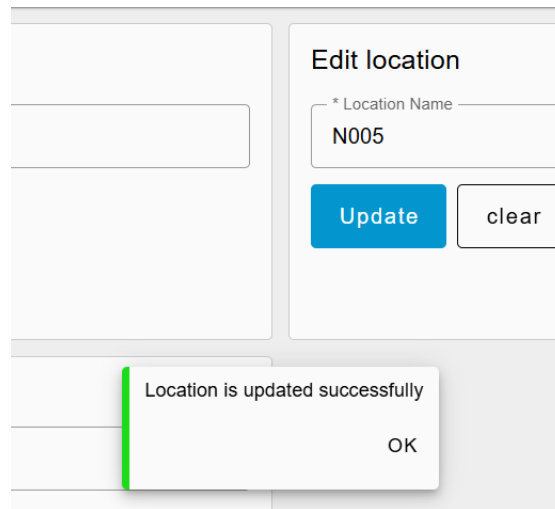 Edit location
* Location Name
N005
Update clear
Location is updated successfully
OK